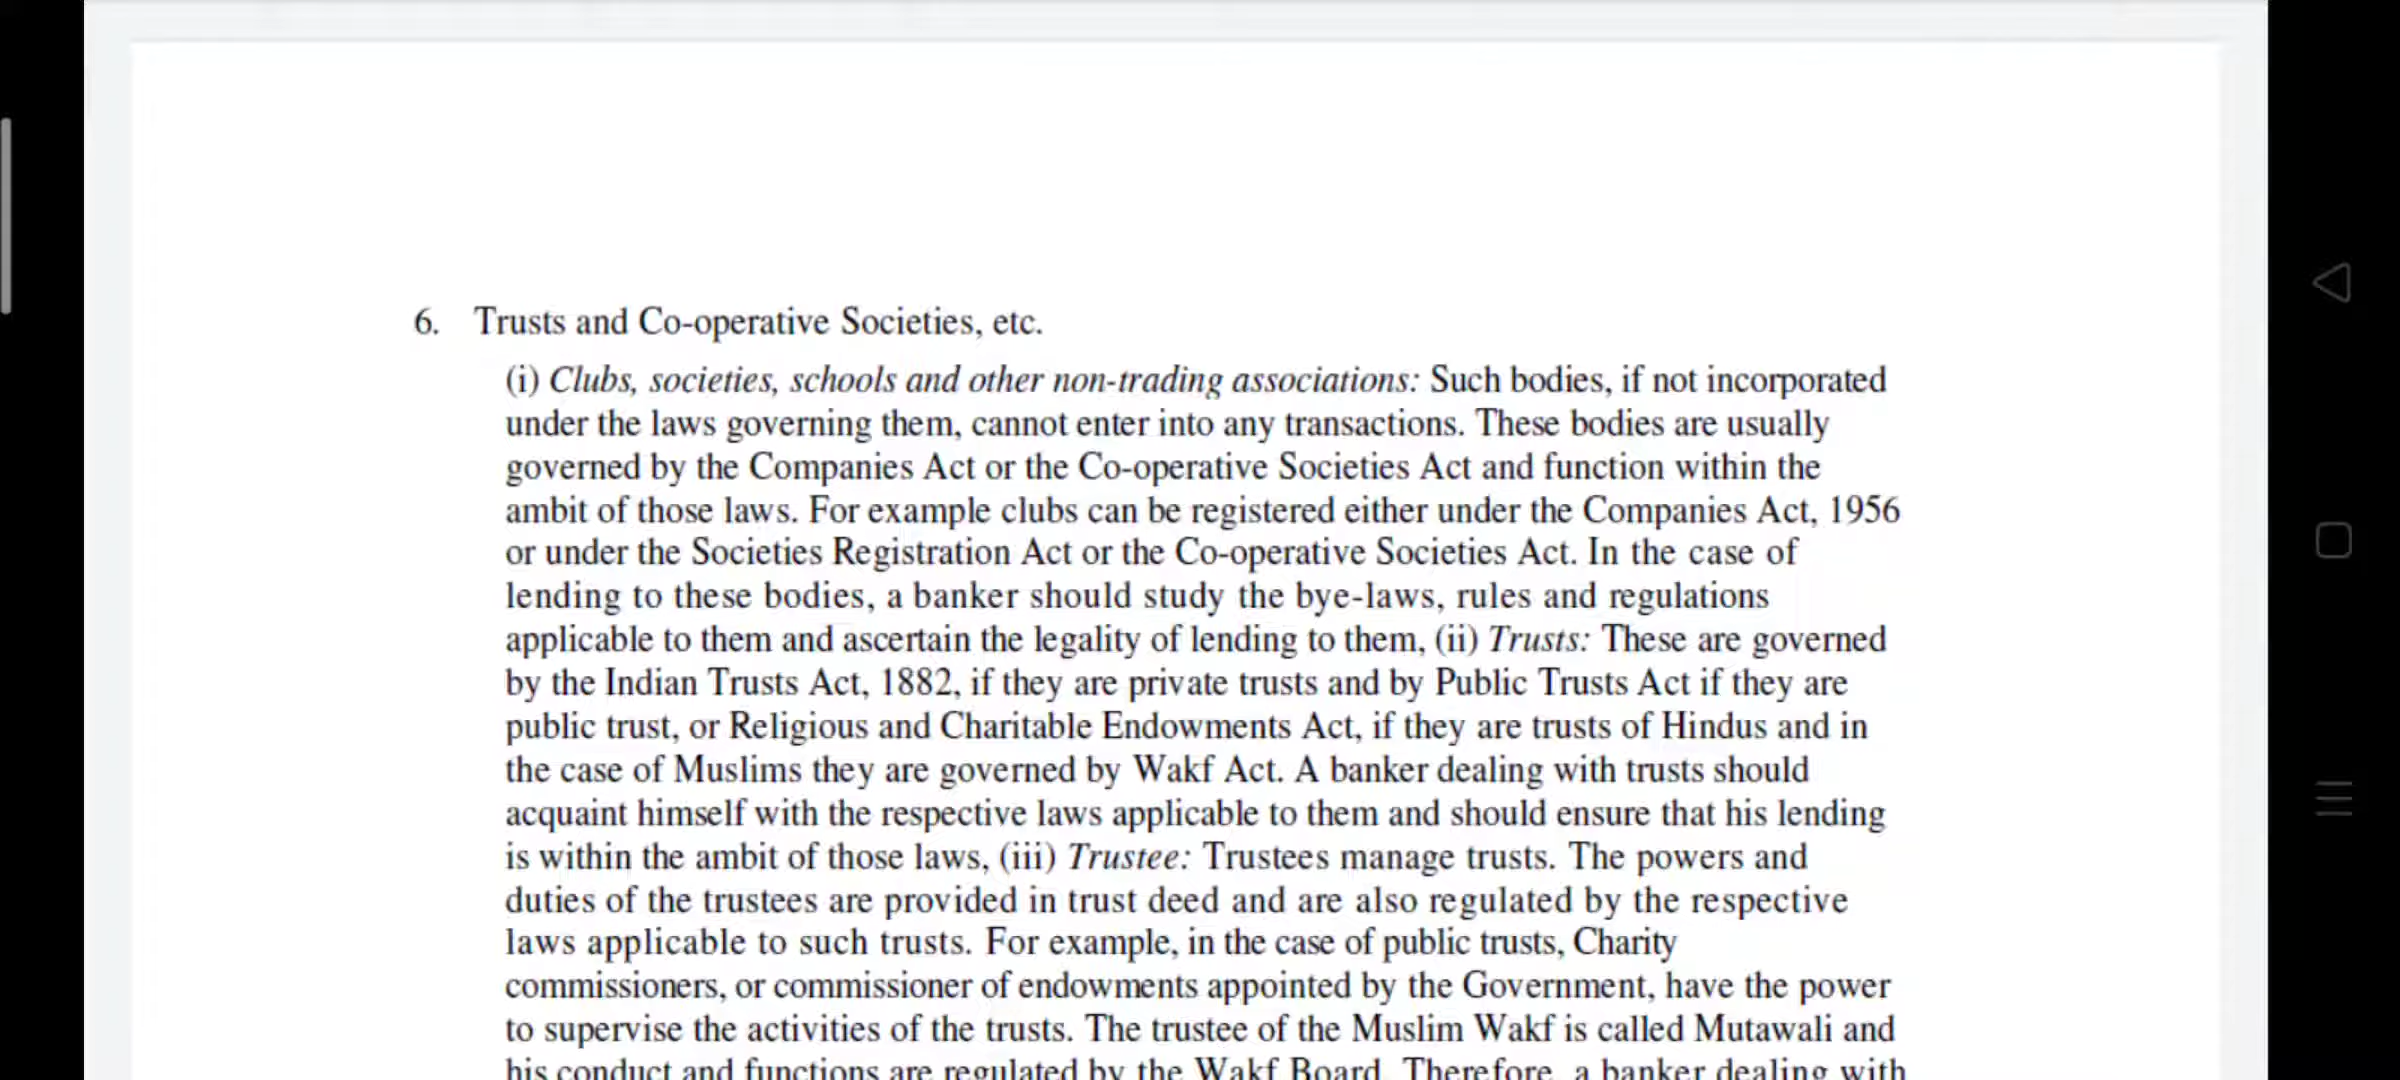 6. Trusts and Co-operative Societies, etc.
(i) Clubs, societies, schools and other non-trading associations: Such bodies, if not incorporated
under the laws governing them, cannot enter into any transactions. These bodies are usually
governed by the Companies Act or the Co-operative Societies Act and function within the
ambit of those laws. For example clubs can be registered either under the Companies Act, 1956
or under the Societies Registration Act or the Co-operative Societies Act. In the case of
lending to these bodies, a banker should study the bye-laws, rules and regulations
applicable to them and ascertain the legality of lending to them, (ii) Trusts: These are governed
by the Indian Trusts Act, 1882, if they are private trusts and by Public Trusts Act if they are
public trust, or Religious and Charitable Endowments Act, if they are trusts of Hindus and in
the case of Muslims they are governed by Wakf Act. A banker dealing with trusts should
acquaint himself with the respective laws applicable to them and should ensure that his lending
is within the ambit of those laws, (iii) Trustee: Trustees manage trusts. The powers and
duties of the trustees are provided in trust deed and are also regulated by the respective
laws applicable to such trusts. For example, in the case of public trusts, Charity
commissioners, or commissioner of endowments appointed by the Government, have the power
to supervise the activities of the trusts. The trustee of the Muslim Wakf is called Mutawali and
his conduct and functions are regulated by the Wakf Board. Therefore, a banker dealing with